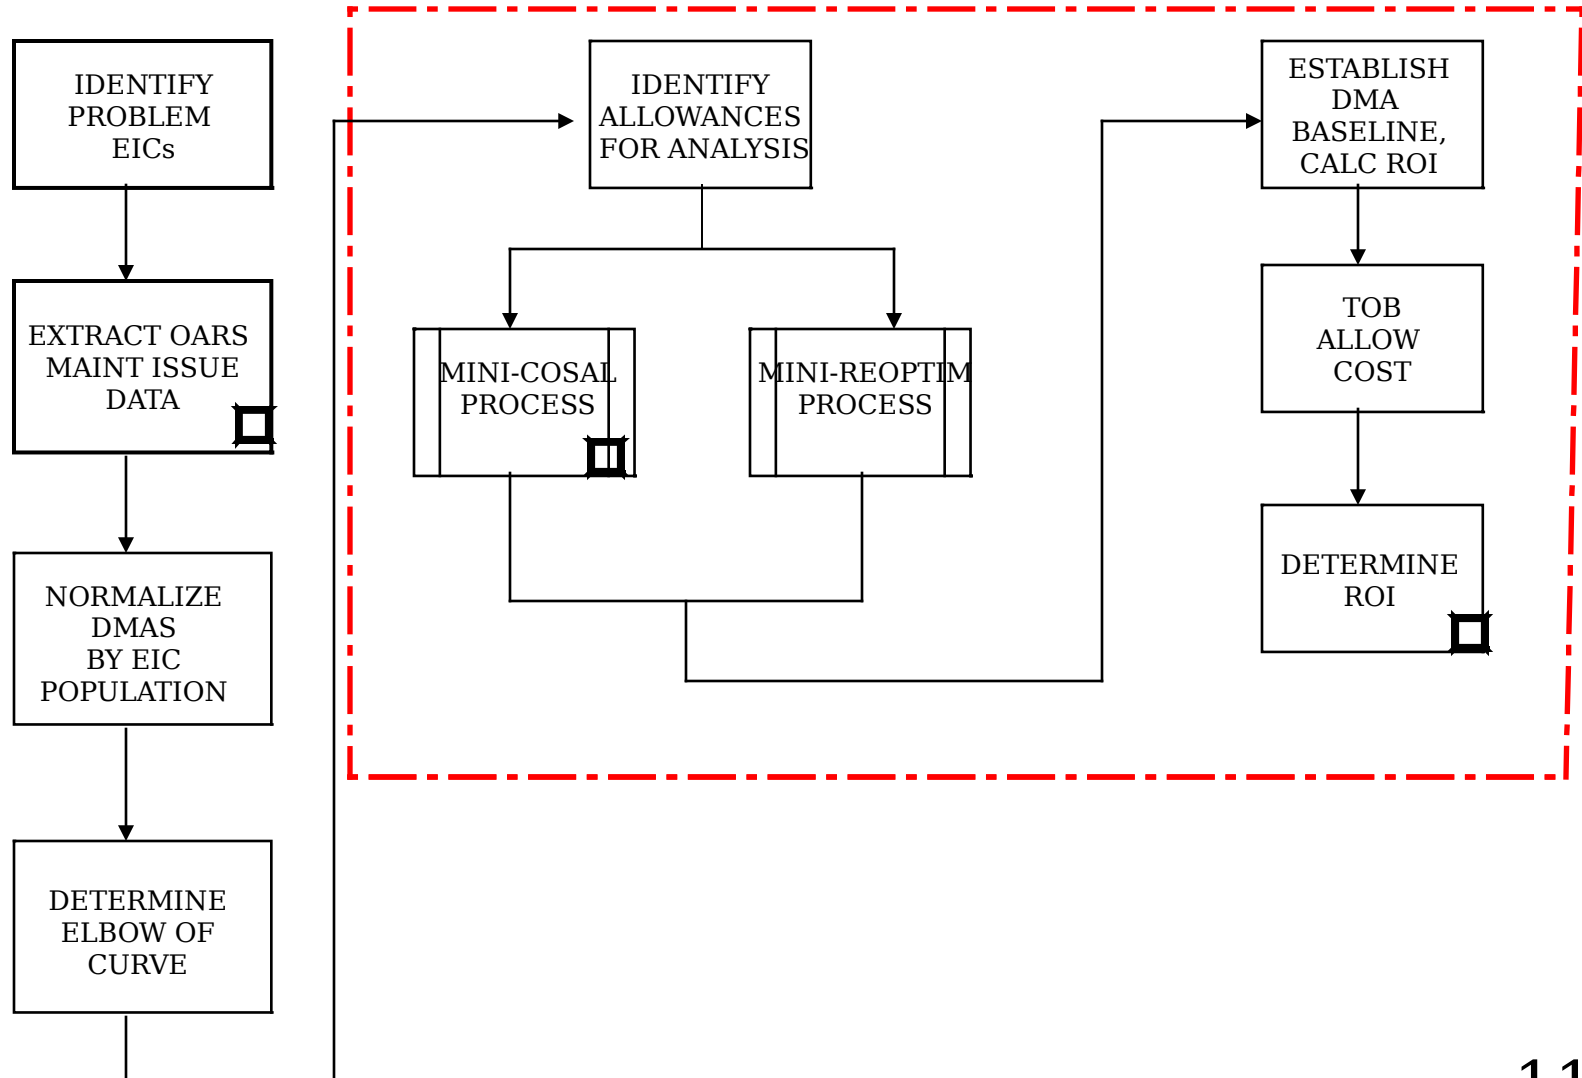 IDENTIFY
PROBLEM
EICs
EXTRACT OARS
MAINT ISSUE
DATA
NORMALIZE
DMAS
BY EIC
POPULATION
DETERMINE
ELBOW OF
CURVE
IDENTIFY
ALLOWANCES
FOR ANALYSIS
MINI-COSAL
PROCESS
MINI-REOPTIM
PROCESS
ESTABLISH
DMA
BASELINE,
CALC ROI
TOB
ALLOW
COST
DETERMINE
ROI
11